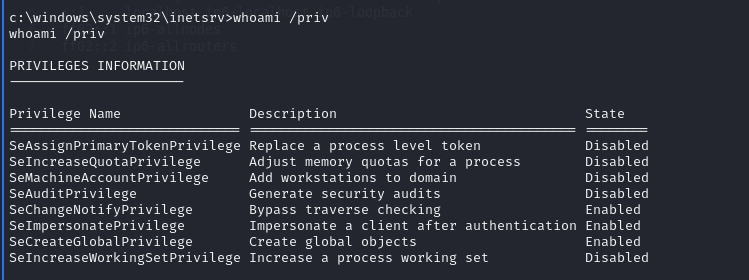 c:\windows\system32\inetsrv>whoami /priv
whoami /priv
PRIVILEGES INFORMATION
Privilege Name Description State
SeAssignPrimaryTokenPrivilege Replace a process level token Disabled
SeIncreaseQuotaPrivilege Adjust memory quotas for a process Disabled
SeMachineAccountPrivilege Add workstations to domain Disabled
SeAuditPrivilege Generate security audits Disabled
SeChangeNotifyPrivilege Bypass traverse checking Enabled
SeImpersonatePrivilege Impersonate a client after authentication Enabled
SeCreateGlobalPrivilege Create global objects Enabled
SeIncreaseWorkingSetPrivilege Increase a process working set Disabled